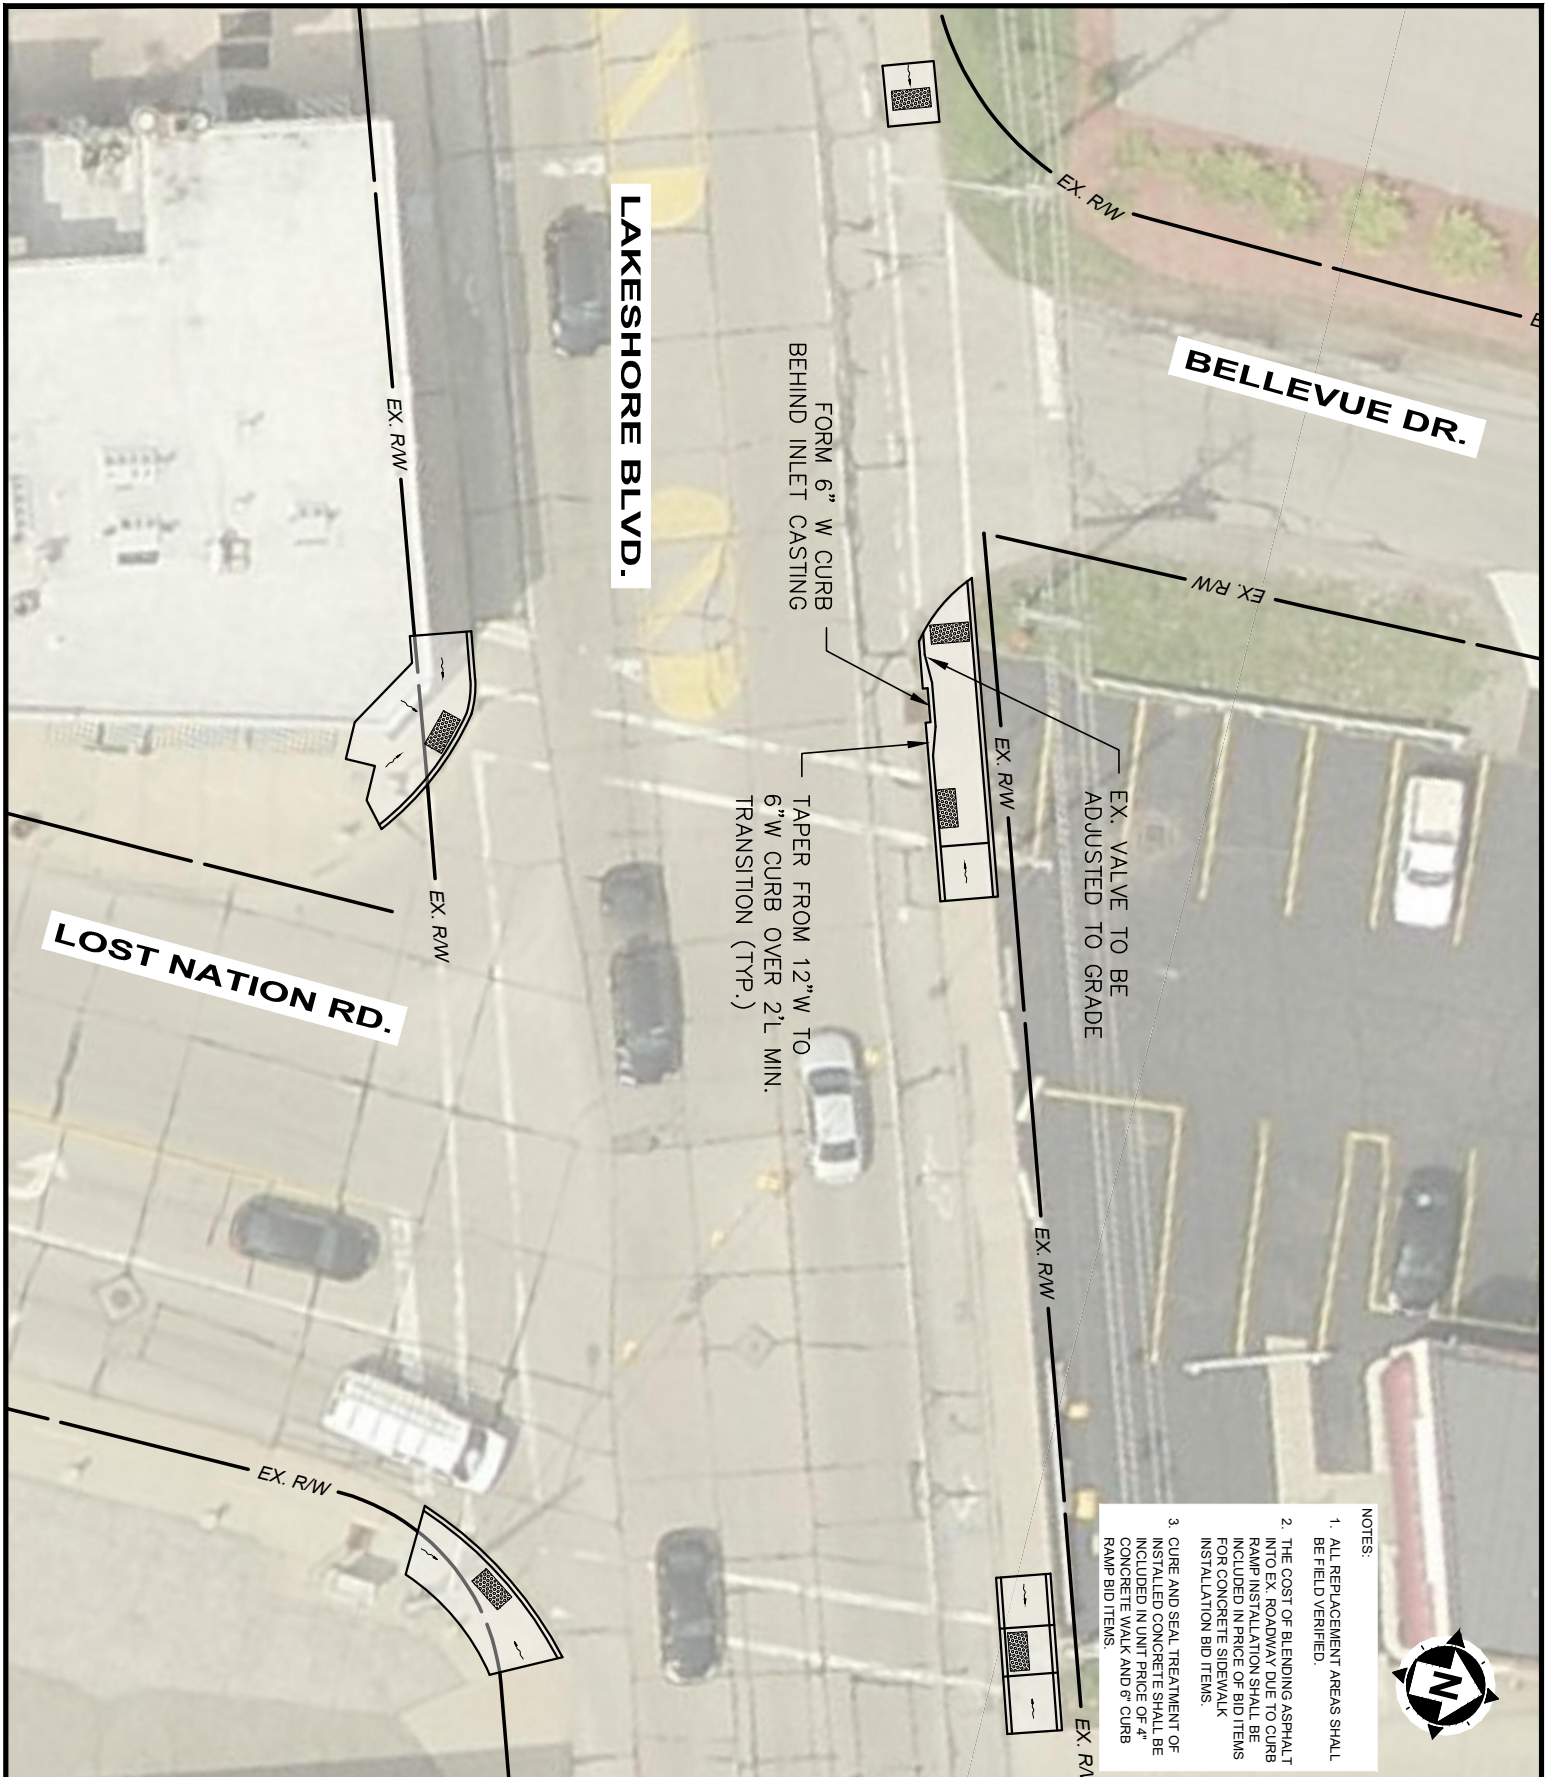 LAKESHORE BLVD.
BELLEVUE DR.
LOST NATION RD.
FORM 6" W CURB
BEHIND INLET CASTING
TAPER FROM 12"W TO
6"W CURB OVER 2'L MIN.
TRANSITION (TYP.)
EX. VALVE TO BE
ADJUSTED TO GRADE
EX. R/W
EX. R/W
EX. R/W
EX. R/W
EX. R/W
EX. R/W
EX. R/W
EX. R/
NOTES:
1. ALL REPLACEMENT AREAS SHALL
BE FIELD VERIFIED.
2. THE COST OF BLENDING ASPHALT
INTO EX. ROADWAY DUE TO CURB
RAMP INSTALLATION SHALL BE
INCLUDED IN PRICE OF BID ITEMS
FOR CONCRETE SIDEWALK
INSTALLATION BID ITEMS.
3. CURE AND SEAL TREATMENT OF
INSTALLED CONCRETE SHALL BE
INCLUDED IN UNIT PRICE OF 4"
CONCRETE WALK AND 6" CURB
RAMP BID ITEMS.
N